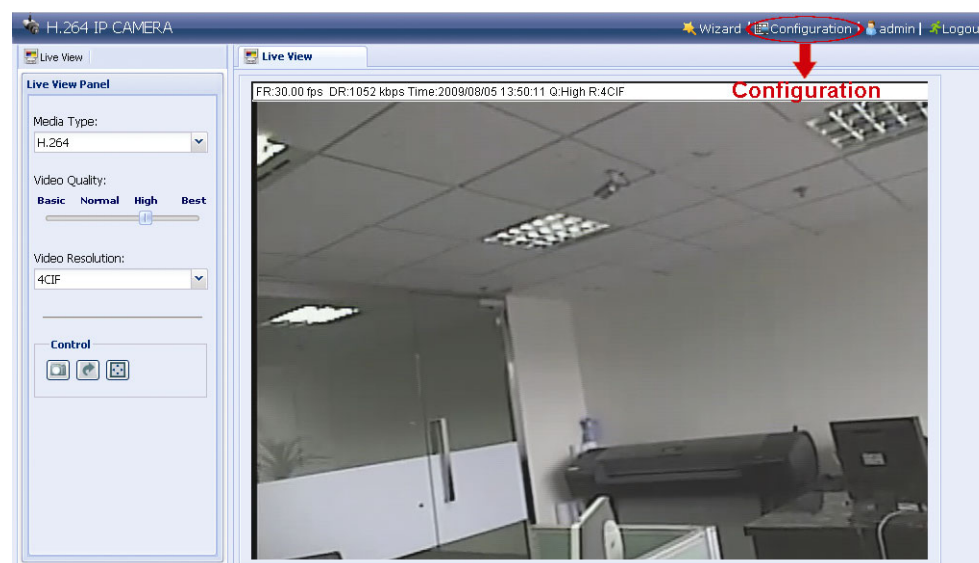 H.264 IP CAMERA
Wizard | Configuration | admin | Logou
Live View
Live View
Live View Panel
FR:30.00 fps DR:1052 kbps Time:2009/08/05 13:50:11 Q:High R:4CIF
Configuration
Media Type:
H.264
Video Quality:
Basic Normal High Best
Video Resolution:
4CIF
Control